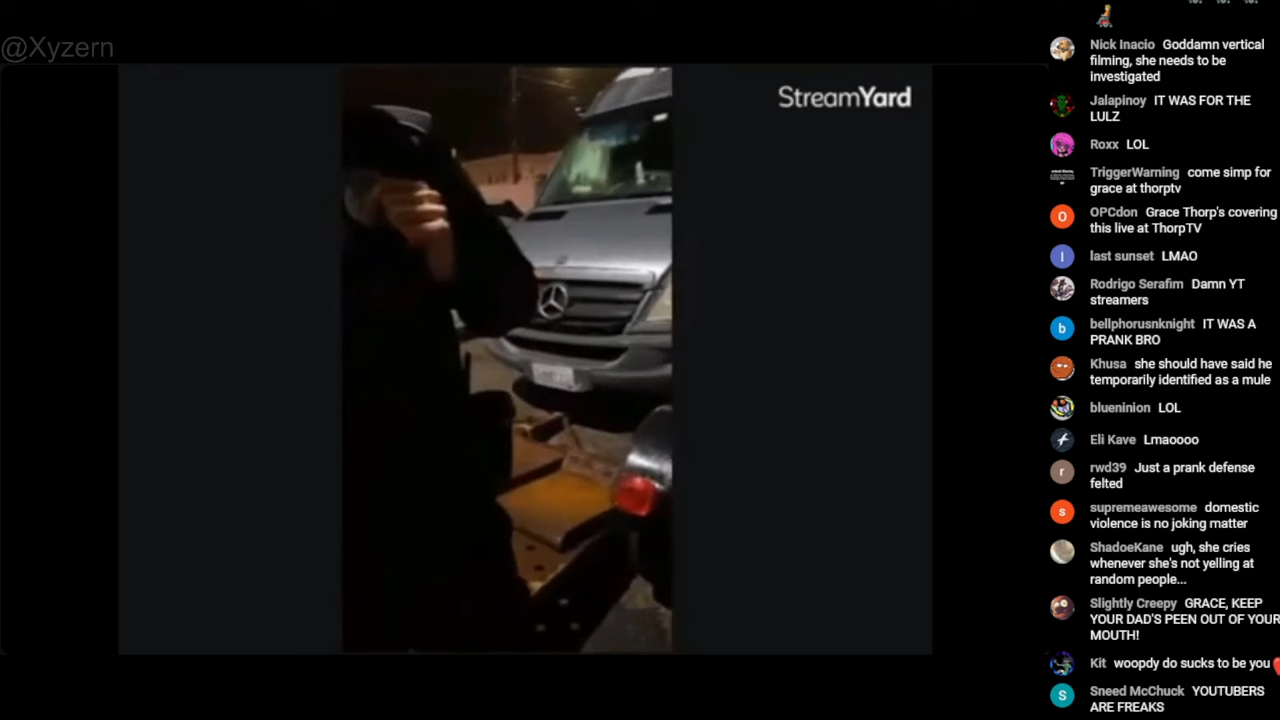 @Xyzern
StreamYard
Nick Inacio Goddamn vertical
filming, she needs to be
investigated
Jalapinoy IT WAS FOR THE
LULZ
Roxx LOL
TriggerWarning come simp for
grace at thorptv
O
OPCdon Grace Thorp's covering
this live at ThorpTV
l
last sunset LMAO
Rodrigo Serafim Damn YT
streamers
b
bellphorusnknight IT WAS A
PRANK BRO
Khusa she should have said he
temporarily identified as a mule
blueninion LOL
Eli Kave Lmaoooo
r
rwd39 Just a prank defense
felted
s
supremeawesome domestic
violence is no joking matter
ShadoeKane ugh, she cries
whenever she's not yelling at
random people...
Slightly Creepy GRACE, KEEP
YOUR DAD'S PEEN OUT OF YOUR
MOUTH!
Kit woopdy do sucks to be you
S
Sneed McChuck YOUTUBERS
ARE FREAKS